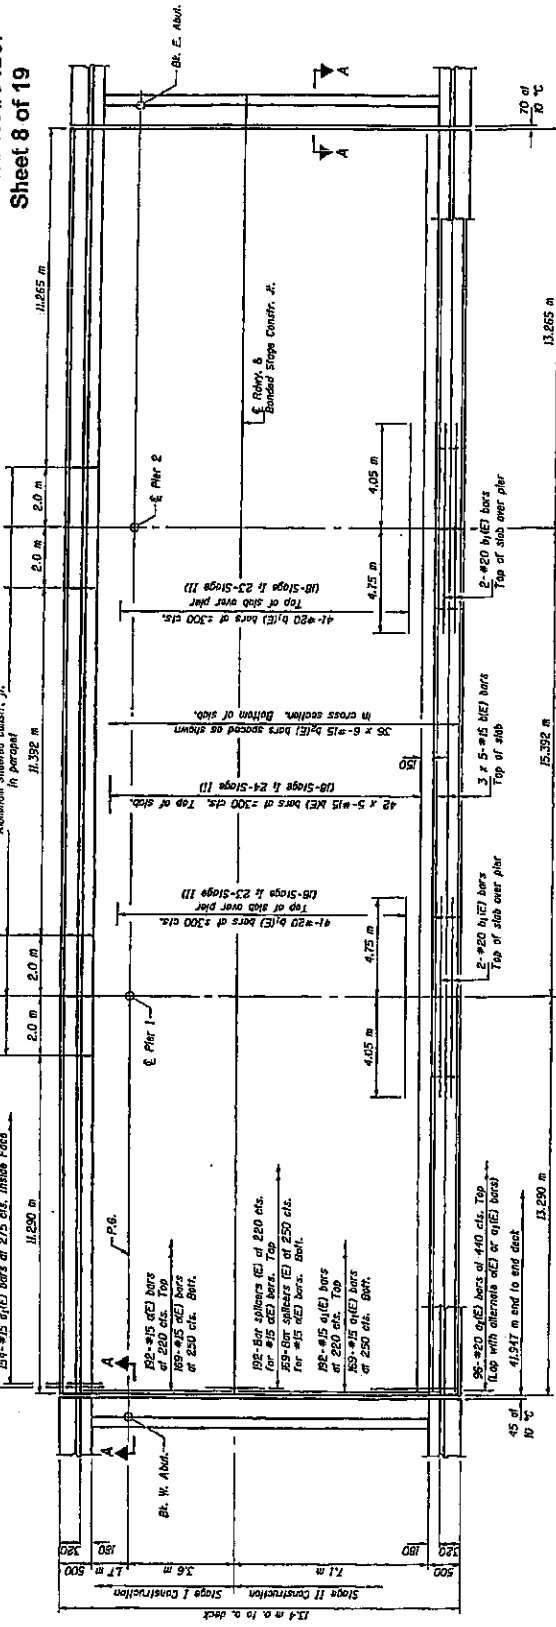 Sheet 8 of 19
154-#15 d1(E) bars at 275 cts. Inside Face
in parapet
11.290 m
2.0 m
2.0 m
11.392 m
2.0 m
2.0 m
11.265 m
Bk. W. Abut.
A
A
P.G.
℄ Pier 1
℄ Pier 2
Bk. E. Abut.
A
A
℄ Rdwy. &
Bonded Stage Constr. Jt.
192-#15 a(E) bars
at 220 cts. Top
169-#15 a(E) bars
at 250 cts. Bott.
192-Bar splicers (E) at 220 cts.
for #15 a(E) bars. Top
169-Bar splicers (E) at 250 cts.
for #15 a(E) bars. Bott.
192-#15 a1(E) bars
at 220 cts. Top
169-#15 a1(E) bars
at 250 cts. Bott.
96-#20 a2(E) bars at 440 cts. Top
(Lap with alternate a(E) or a1(E) bars)
41.947 m end to end deck
41-#20 b1(E) bars at ±300 cts.
Top of slab over pier
(18-Stage I; 23-Stage II)
42 x 5-#15 b(E) bars at ±300 cts. Top of slab.
(18-Stage I; 24-Stage II)
36 x 6-#15 b2(E) bars spaced as shown
in cross section. Bottom of slab.
41-#20 b1(E) bars at ±300 cts.
Top of slab over pier
(18-Stage I; 23-Stage II)
150
4.05 m
4.75 m
4.75 m
4.05 m
2-#20 b1(E) bars
Top of slab over pier
3 x 5-#15 b(E) bars
Top of slab
2-#20 b1(E) bars
Top of slab over pier
45 at
10 °C
13.290 m
15.392 m
13.265 m
70 at
10 °C
320
180
500
1.7 m
3.6 m
7.1 m
180
320
500
Stage I Construction
Stage II Construction
13.4 m o. to o. deck